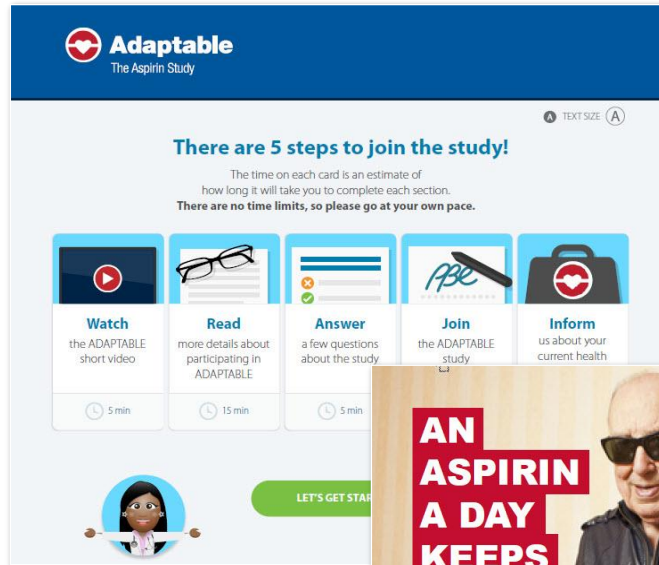 Adaptable
The Aspirin Study
TEXT SIZE A
There are 5 steps to join the study!
The time on each card is an estimate of
how long it will take you to complete each section.
There are no time limits, so please go at your own pace.
Watch
the ADAPTABLE
short video
5 min
Read
more details about
participating in
ADAPTABLE
15 min
Answer
a few questions
about the study
5 min
Join
the ADAPTABLE
study
Inform
us about your
current health
LET'S GET STAR
AN
ASPIRIN
A DAY
KEEPS